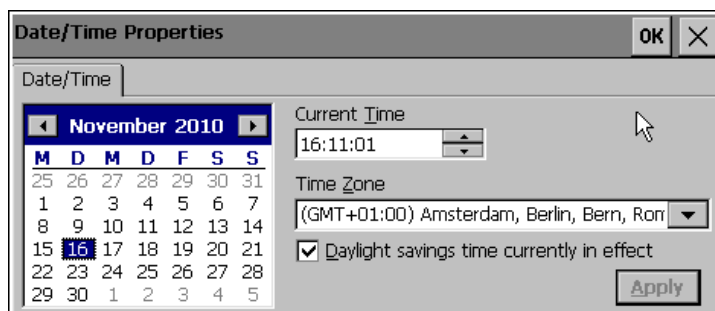 Date/Time Properties OK
Date/Time
November 2010
M D M D F S S
25 26 27 28 29 30 31
1 2 3 4 5 6 7
8 9 10 11 12 13 14
15 16 17 18 19 20 21
22 23 24 25 26 27 28
29 30 1 2 3 4 5
Current Time
16:11:01
Time Zone
(GMT+01:00) Amsterdam, Berlin, Bern, Rom
Daylight savings time currently in effect
Apply